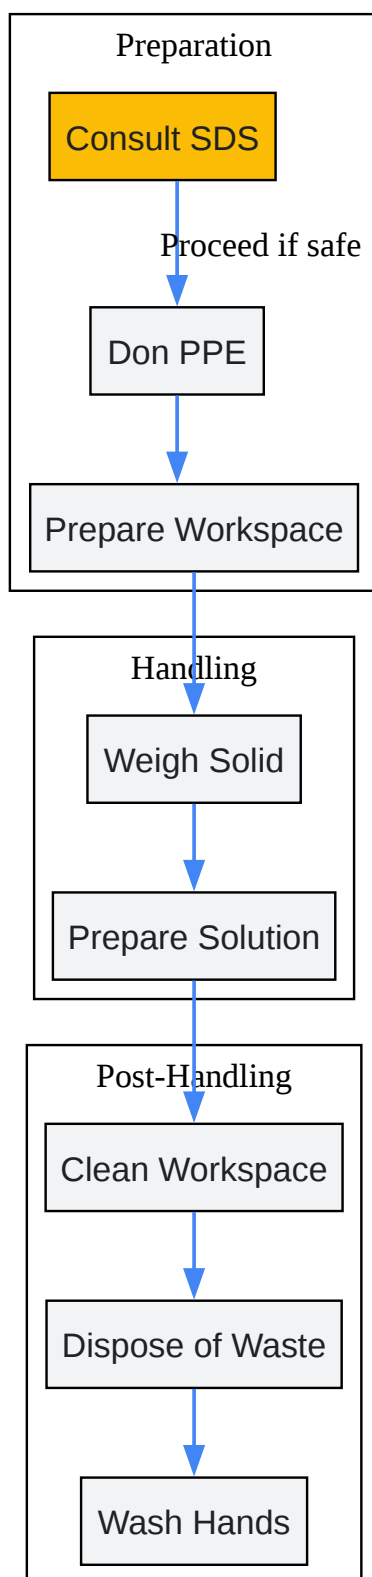 Preparation
Consult SDS
Proceed if safe
Don PPE
Prepare Workspace
Handling
Weigh Solid
Prepare Solution
Post-Handling
Clean Workspace
Dispose of Waste
Wash Hands